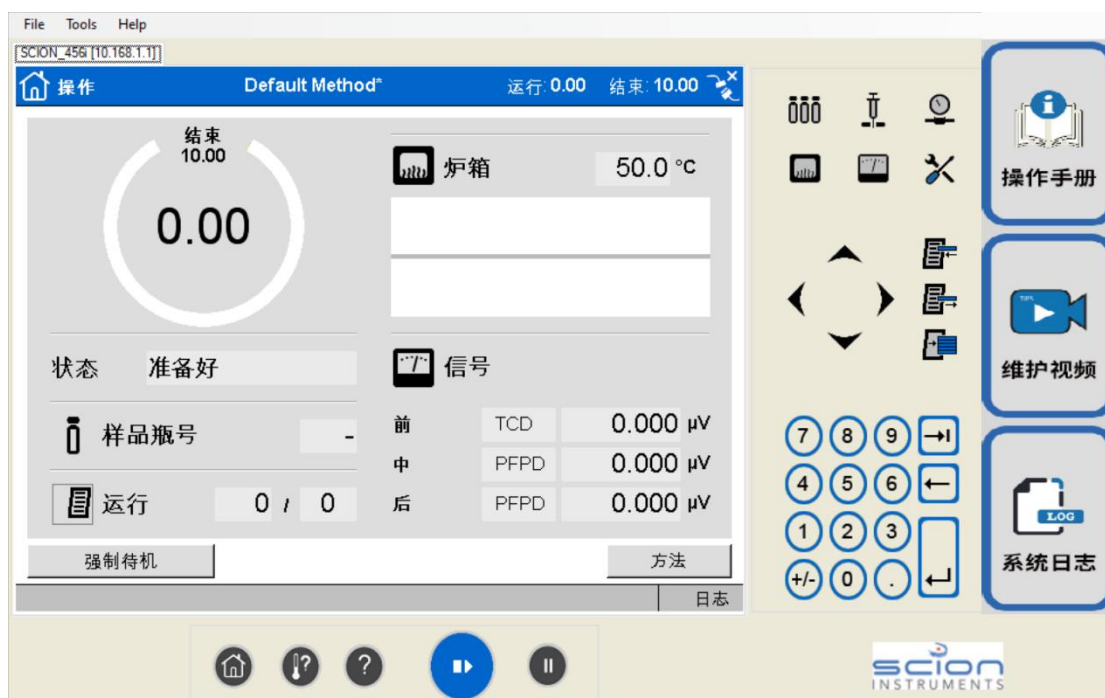 File Tools Help
SCION_456i [10.168.1.1]
操作 Default Method* 运行: 0.00 结束: 10.00
结束
10.00
0.00
炉箱 50.0 °C
状态 准备好
信号
样品瓶号 -
前 TCD 0.000 µV
中 PFPD 0.000 µV
运行 0 / 0
后 PFPD 0.000 µV
强制待机 方法
日志
7 8 9
4 5 6
1 2 3
+/- 0 .
操作手册
TIPS
维护视频
LOG
系统日志
scion
INSTRUMENTS